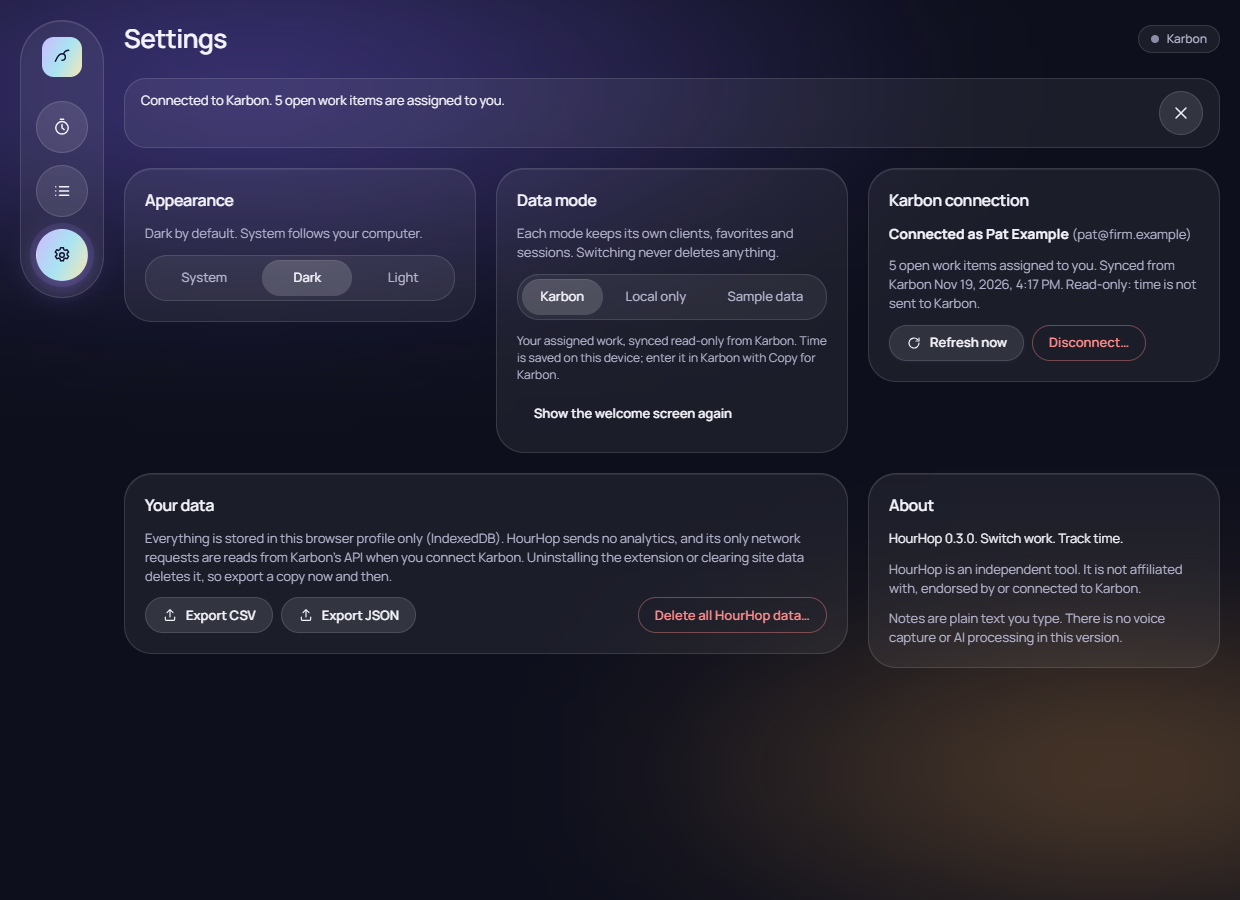 Settings
Karbon
Connected to Karbon. 5 open work items are assigned to you.
Appearance
Dark by default. System follows your computer.
System
Dark
Light
Data mode
Each mode keeps its own clients, favorites and
sessions. Switching never deletes anything.
Karbon
Local only
Sample data
Your assigned work, synced read-only from Karbon. Time
is saved on this device; enter it in Karbon with Copy for
Karbon.
Show the welcome screen again
Karbon connection
Connected as Pat Example (pat@firm.example)
5 open work items assigned to you. Synced from
Karbon Nov 19, 2026, 4:17 PM. Read-only: time is not
sent to Karbon.
Refresh now
Disconnect…
Your data
Everything is stored in this browser profile only (IndexedDB). HourHop sends no analytics, and its only network
requests are reads from Karbon's API when you connect Karbon. Uninstalling the extension or clearing site data
deletes it, so export a copy now and then.
Export CSV
Export JSON
Delete all HourHop data…
About
HourHop 0.3.0. Switch work. Track time.
HourHop is an independent tool. It is not affiliated
with, endorsed by or connected to Karbon.
Notes are plain text you type. There is no voice
capture or AI processing in this version.